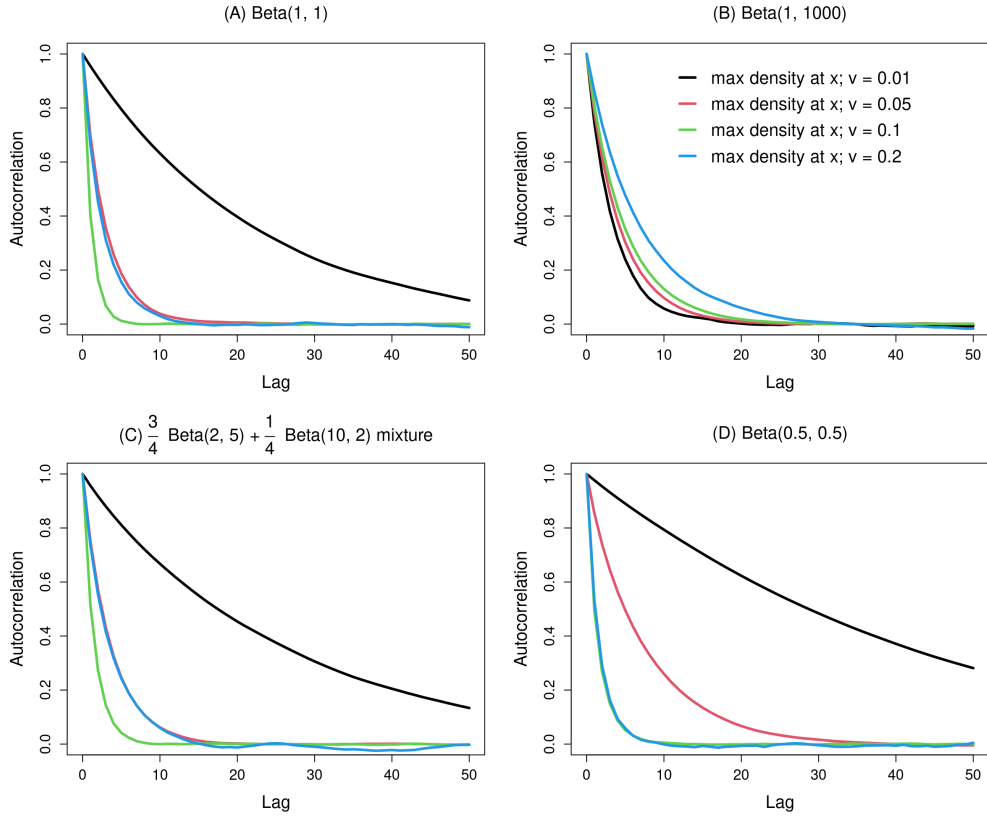 (A) Beta(1, 1)
1.0
0.8
0.6
0.4
0.2
0.0
Autocorrelation
0 10 20 30 40 50
Lag
(B) Beta(1, 1000)
max density at x; v = 0.01
max density at x; v = 0.05
max density at x; v = 0.1
max density at x; v = 0.2
1.0
0.8
0.6
0.4
0.2
0.0
Autocorrelation
0 10 20 30 40 50
Lag
(C) 3/4 Beta(2, 5) + 1/4 Beta(10, 2) mixture
1.0
0.8
0.6
0.4
0.2
0.0
Autocorrelation
0 10 20 30 40 50
Lag
(D) Beta(0.5, 0.5)
1.0
0.8
0.6
0.4
0.2
0.0
Autocorrelation
0 10 20 30 40 50
Lag